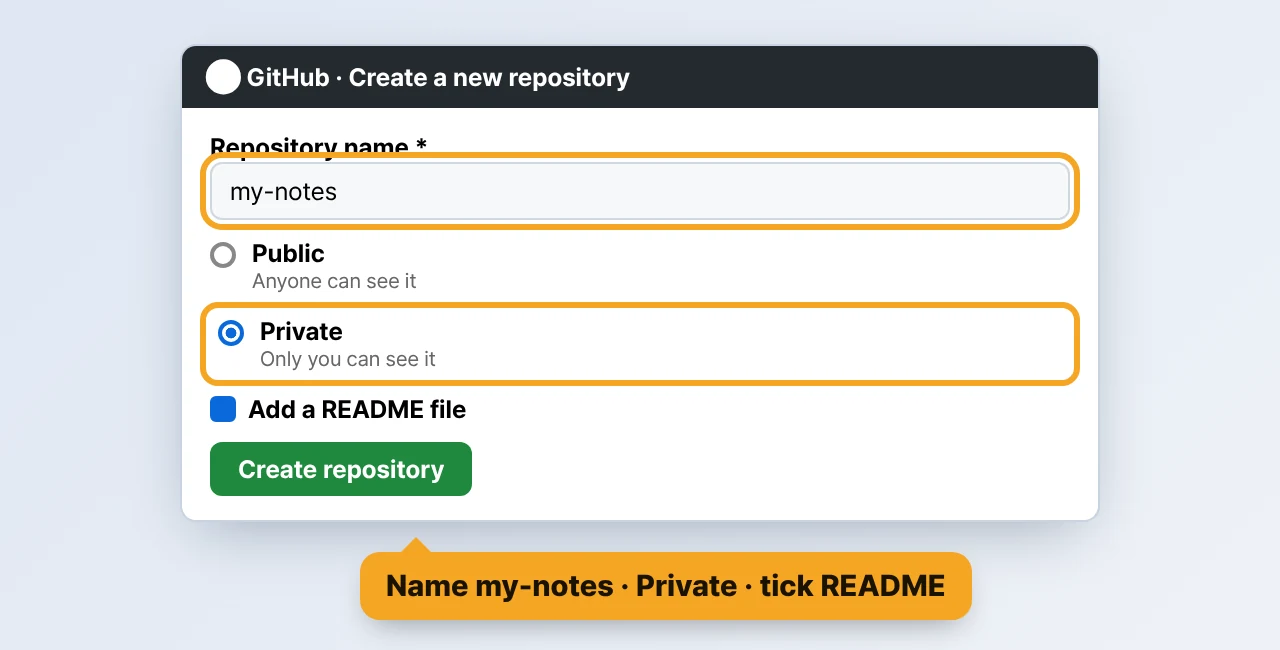 GitHub · Create a new repository
Repository name *
my-notes
Public
Anyone can see it
Private
Only you can see it
Add a README file
Create repository
Name my-notes · Private · tick README